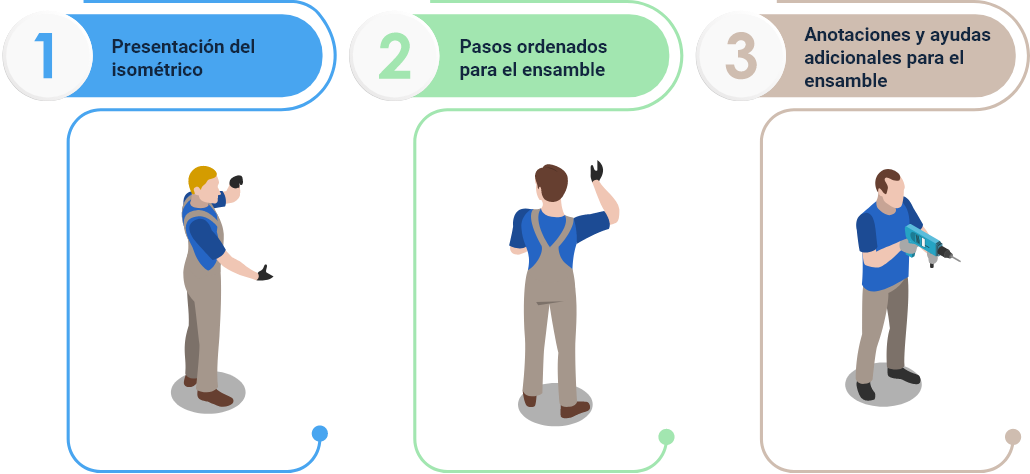 1
Presentación del
isométrico
2
Pasos ordenados
para el ensamble
3
Anotaciones y ayudas
adicionales para el
ensamble